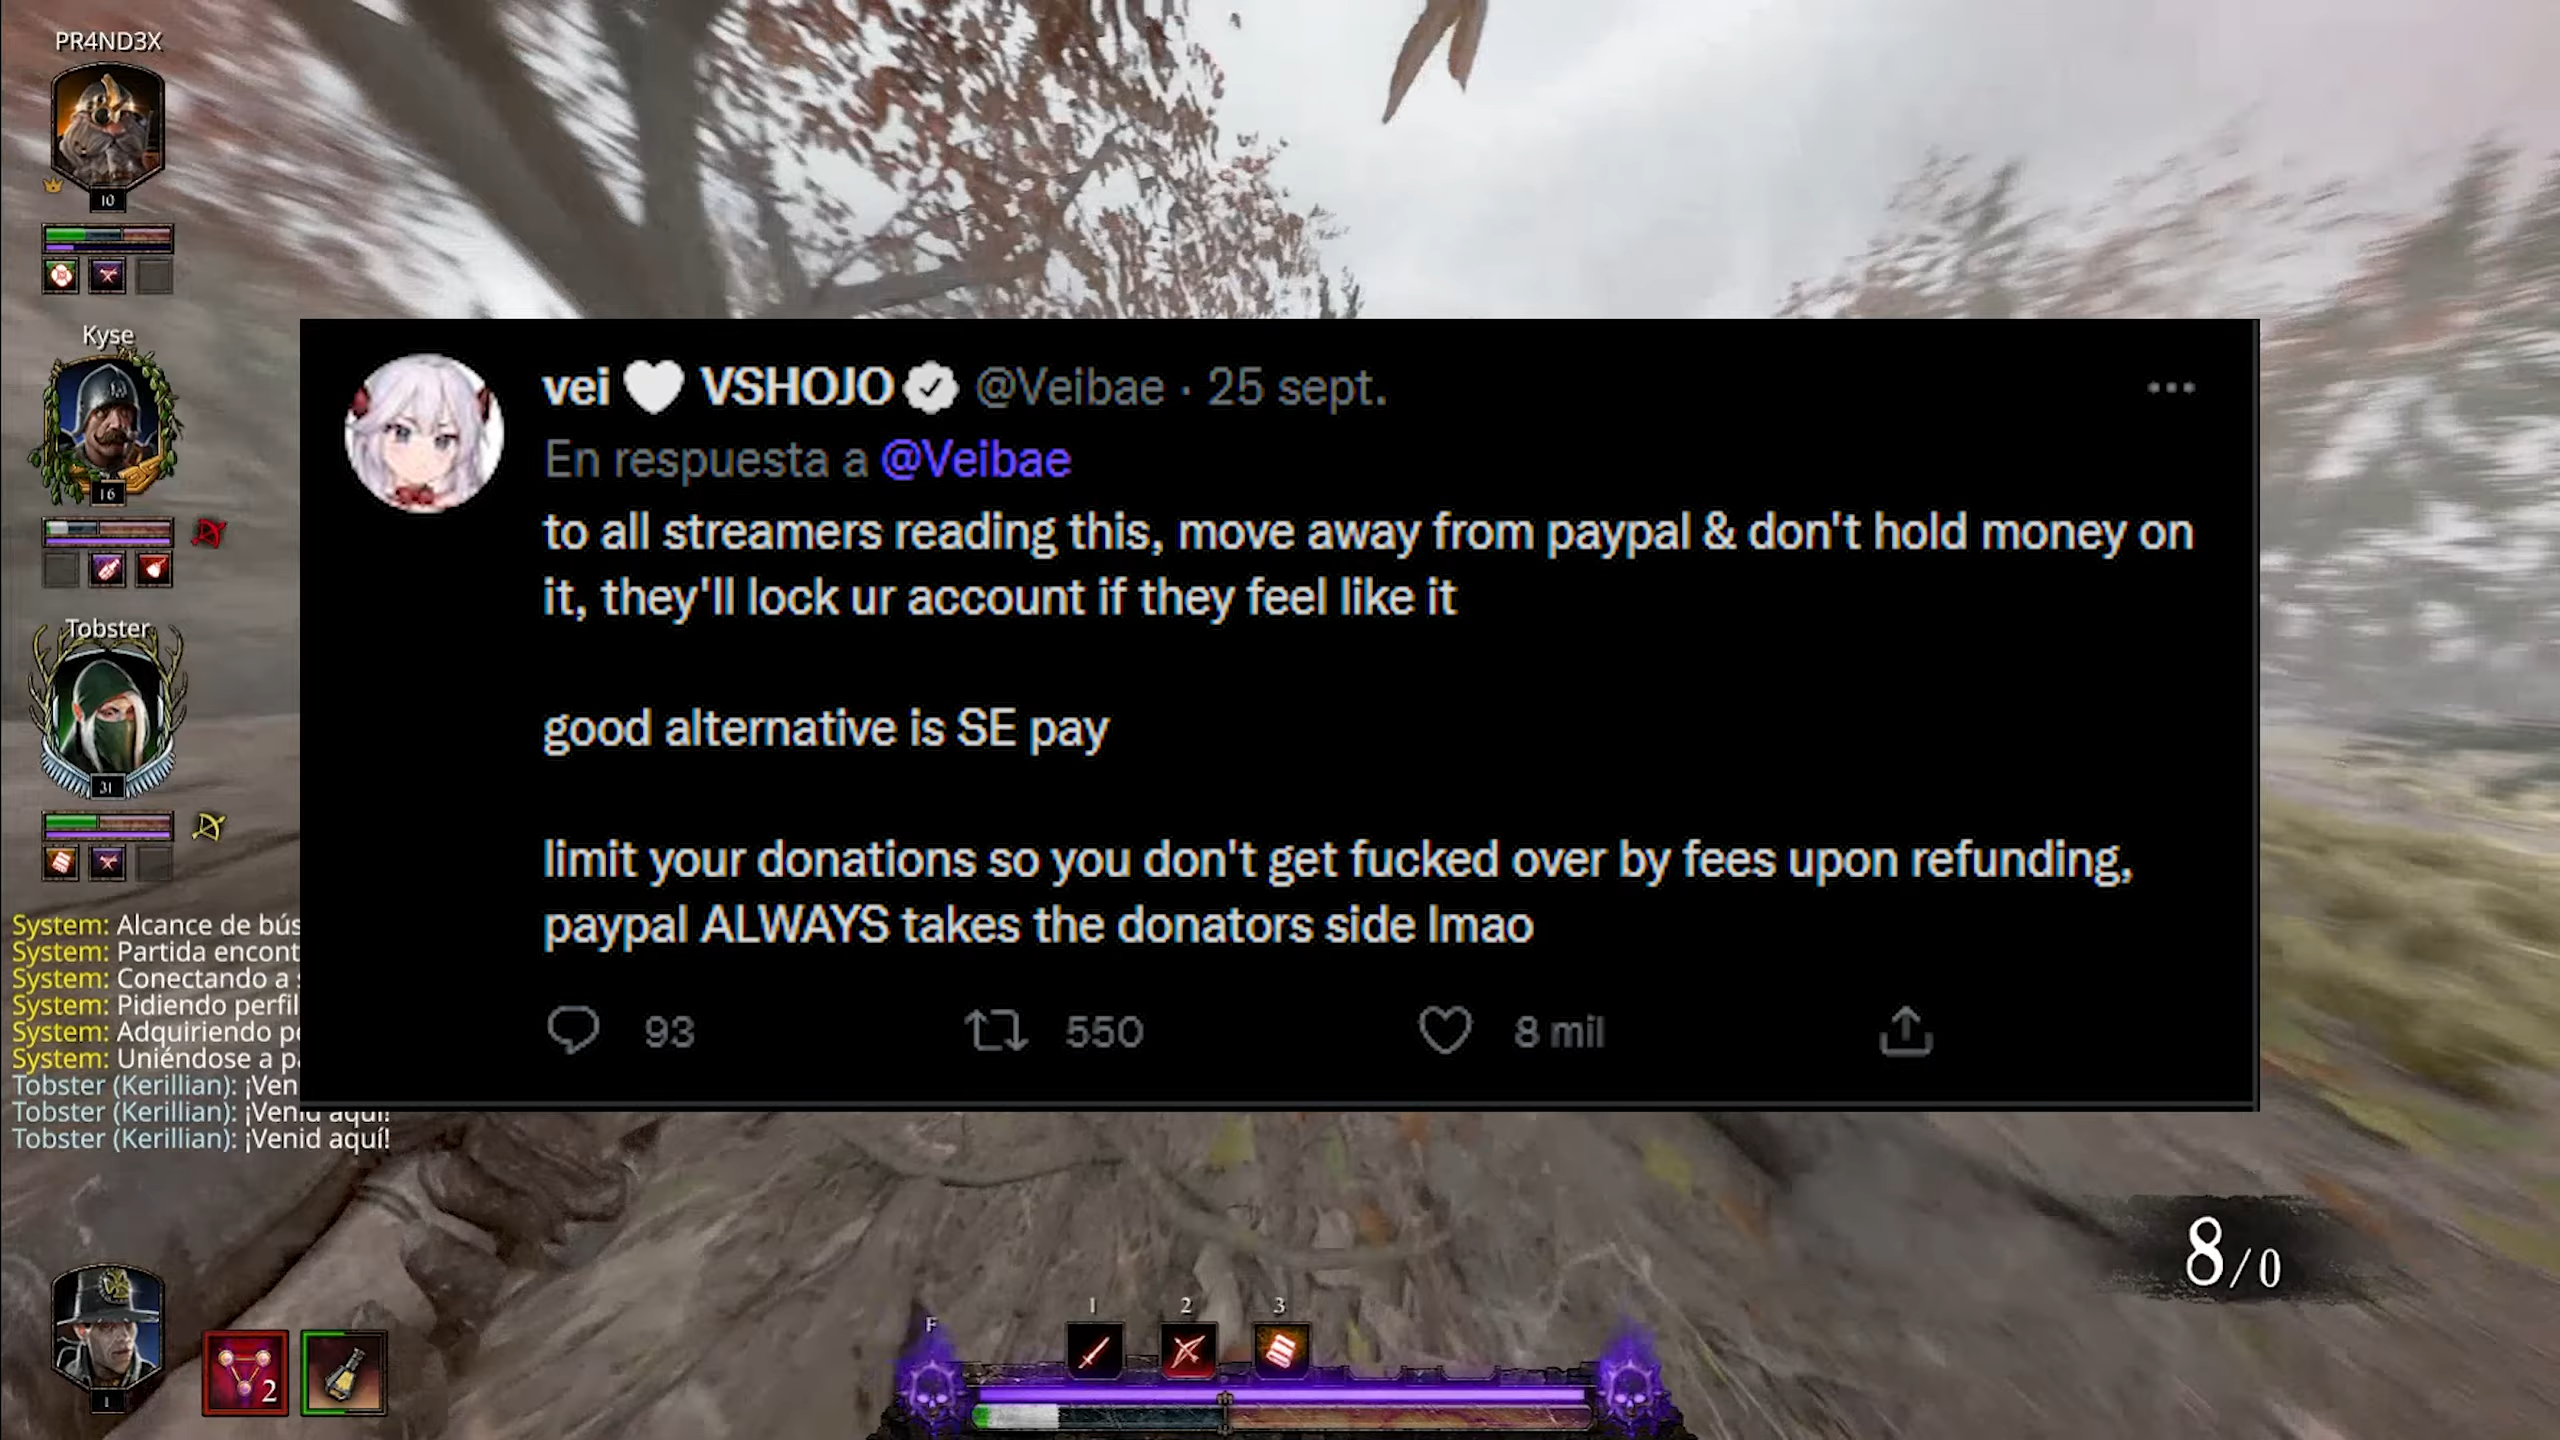 PR4ND3X
10
Kyse
16
Tobster
31
System: Alcance de bús
System: Partida encont
System: Conectando a
System: Pidiendo perfil
System: Adquiriendo
System: Uniéndose a
Tobster (Kerillian): ¡Ven
Tobster (Kerillian): ¡Venid aquí!
Tobster (Kerillian): ¡Venid aquí!
vei 🤍 VSHOJO @Veibae · 25 sept.
En respuesta a @Veibae
to all streamers reading this, move away from paypal & don't hold money on
it, they'll lock ur account if they feel like it
good alternative is SE pay
limit your donations so you don't get fucked over by fees upon refunding,
paypal ALWAYS takes the donators side lmao
93 550 8 mil
8/0
1
2
F 1 2 3